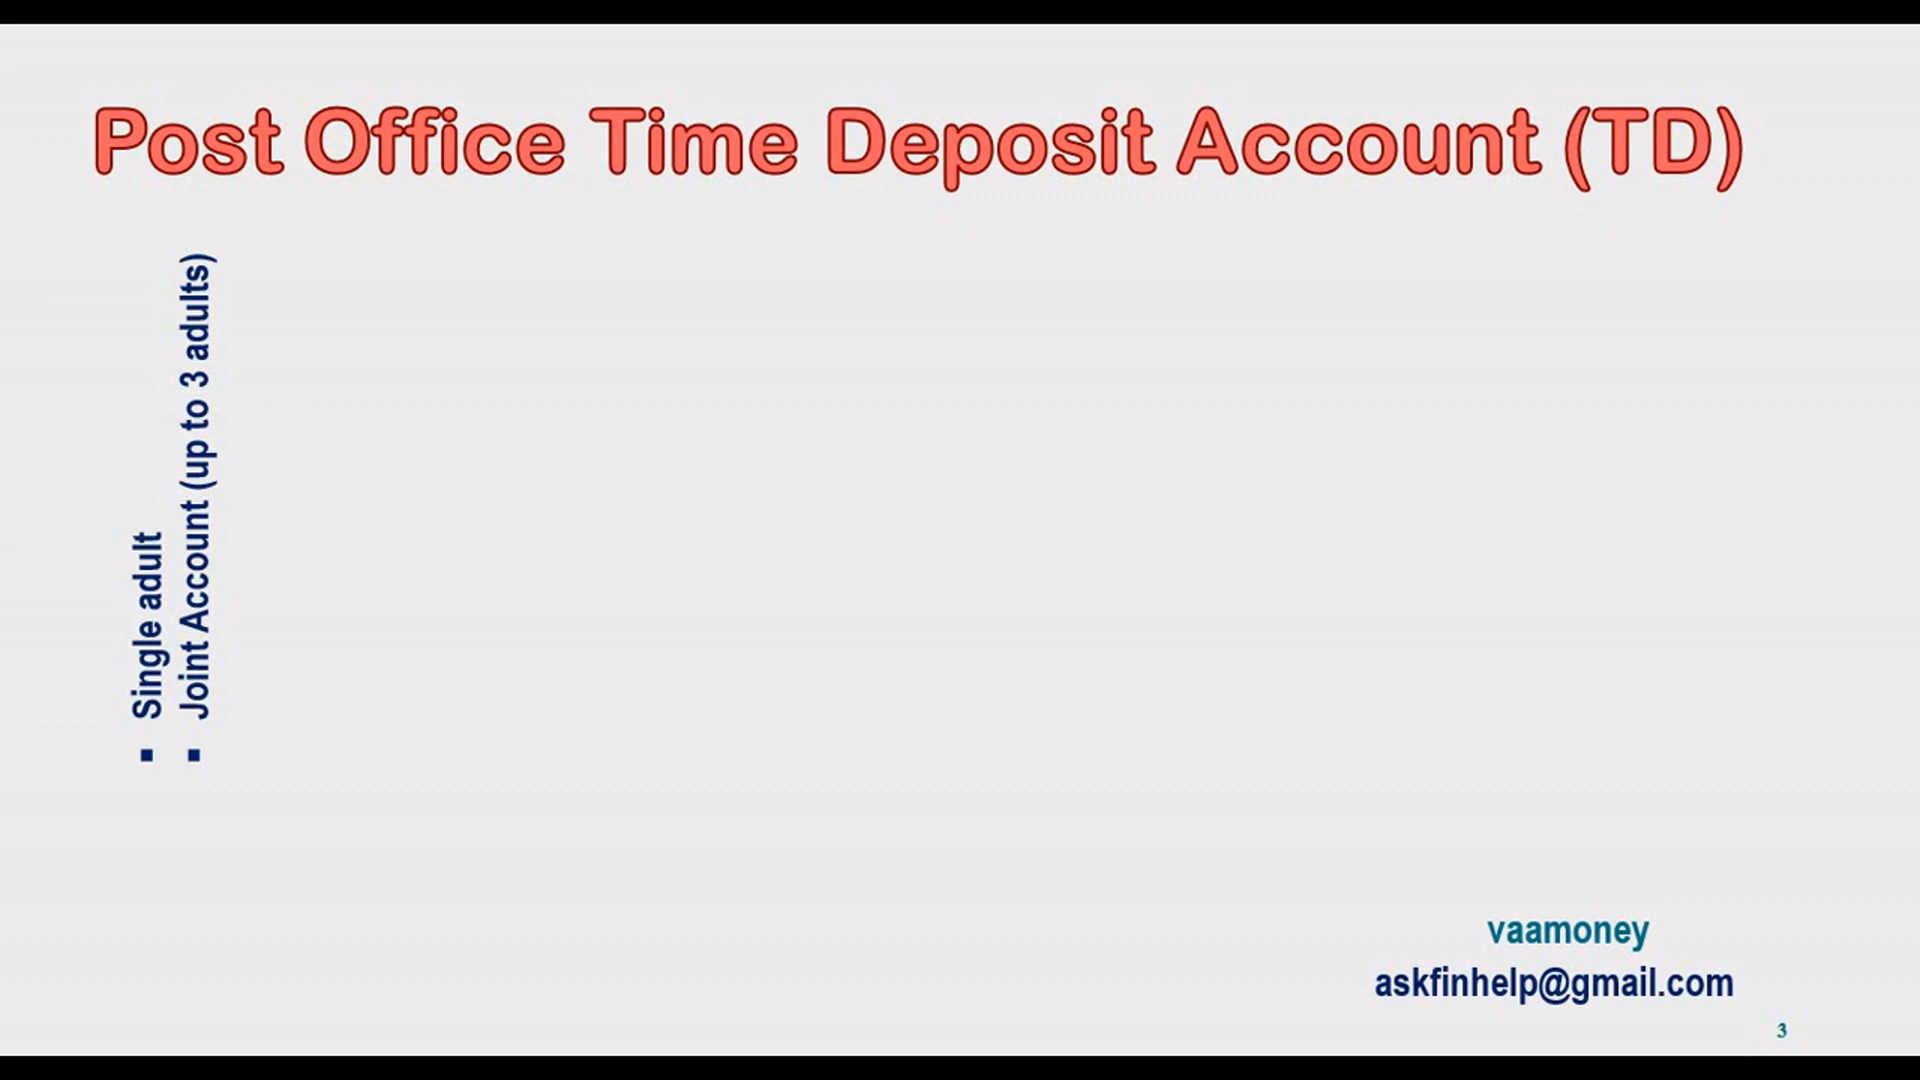 Post Office Time Deposit Account (TD)
▪ Single adult
▪ Joint Account (up to 3 adults)
vaamoney
askfinhelp@gmail.com
3